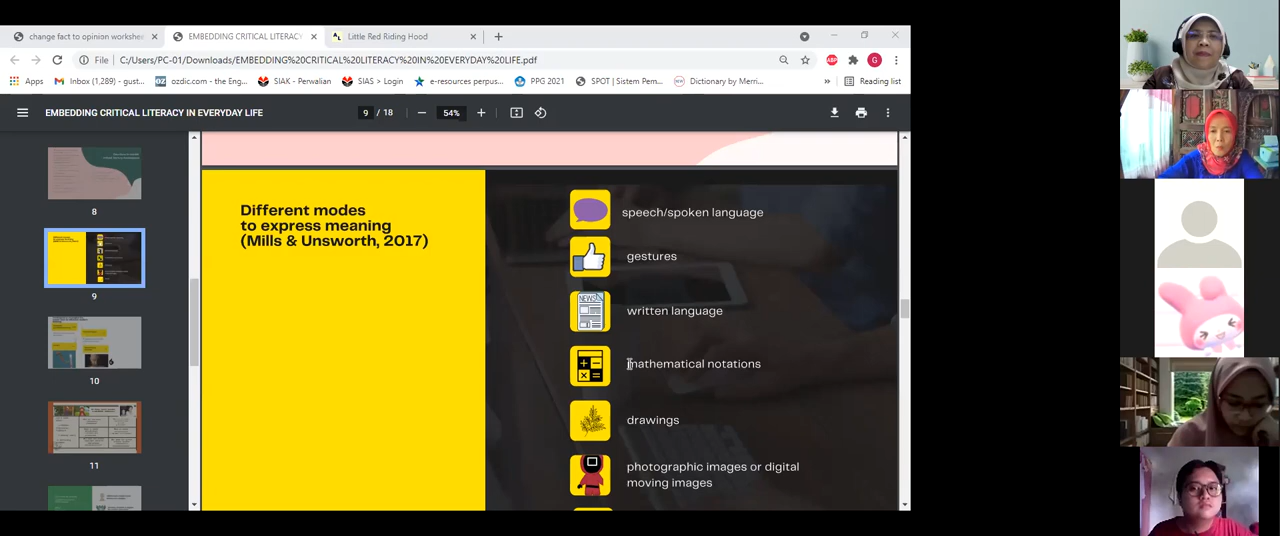 change fact to opinion workshee
EMBEDDING CRITICAL LITERACY
Little Red Riding Hood
File
C:/Users/PC-01/Downloads/EMBEDDING%20CRITICAL%20LITERACY%20IN%20EVERYDAY%20LIFE.pdf
ABP
G
Apps
Inbox (1,289) - gust...
ozdic.com - the Eng...
SIAK - Perwalian
SIAS > Login
e-resources perpus...
PPG 2021
SPOT | Sistem Pem...
Dictionary by Merri...
»
Reading list
EMBEDDING CRITICAL LITERACY IN EVERYDAY LIFE
9 / 18
54%
8
9
10
11
Different modes
to express meaning
(Mills & Unsworth, 2017)
speech/spoken language
gestures
NEWS
written language
mathematical notations
drawings
photographic images or digital
moving images